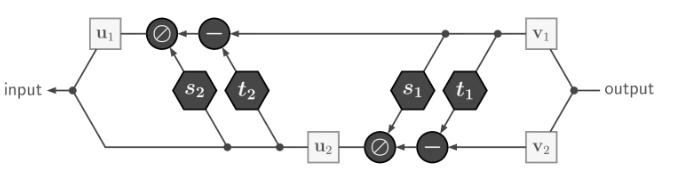 u₁ ⊘ − v₁
input s₂ t₂ s₁ t₁ output
u₂ ⊘ − v₂